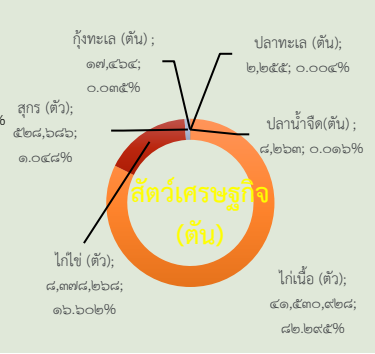 กุ้งทะเล (ตัน) ;
๑๗,๔๖๔;
๐.๐๓๕%
ปลาทะเล (ตัน);
๒,๒๕๕; ๐.๐๐๔%
สุกร (ตัว);
๕๒๘,๖๘๖;
๑.๐๔๘%
%
ปลาน้ำจืด(ตัน) ;
๘,๒๖๓; ๐.๐๑๖%
สัตว์เศรษฐกิจ
(ตัน)
ไก่ไข่ (ตัว);
๘,๓๗๘,๒๖๘;
๑๖.๖๐๒%
ไก่เนื้อ (ตัว);
๔๑,๕๓๐,๙๒๘;
๘๒.๒๙๕%